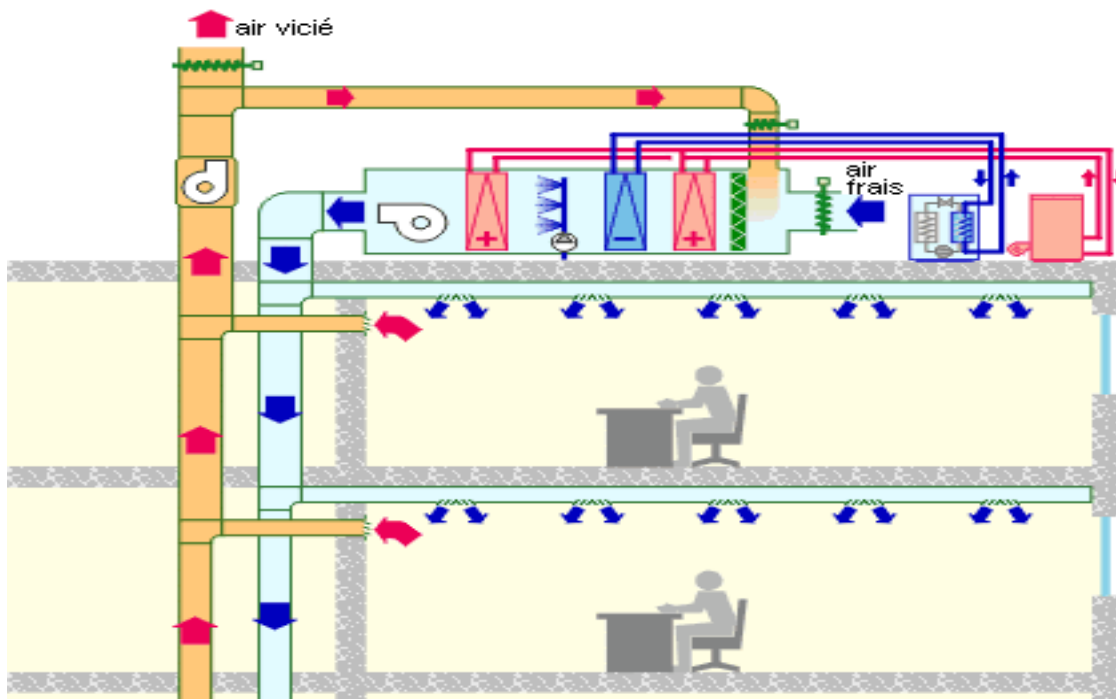 air vicié
air
frais
+
−
+